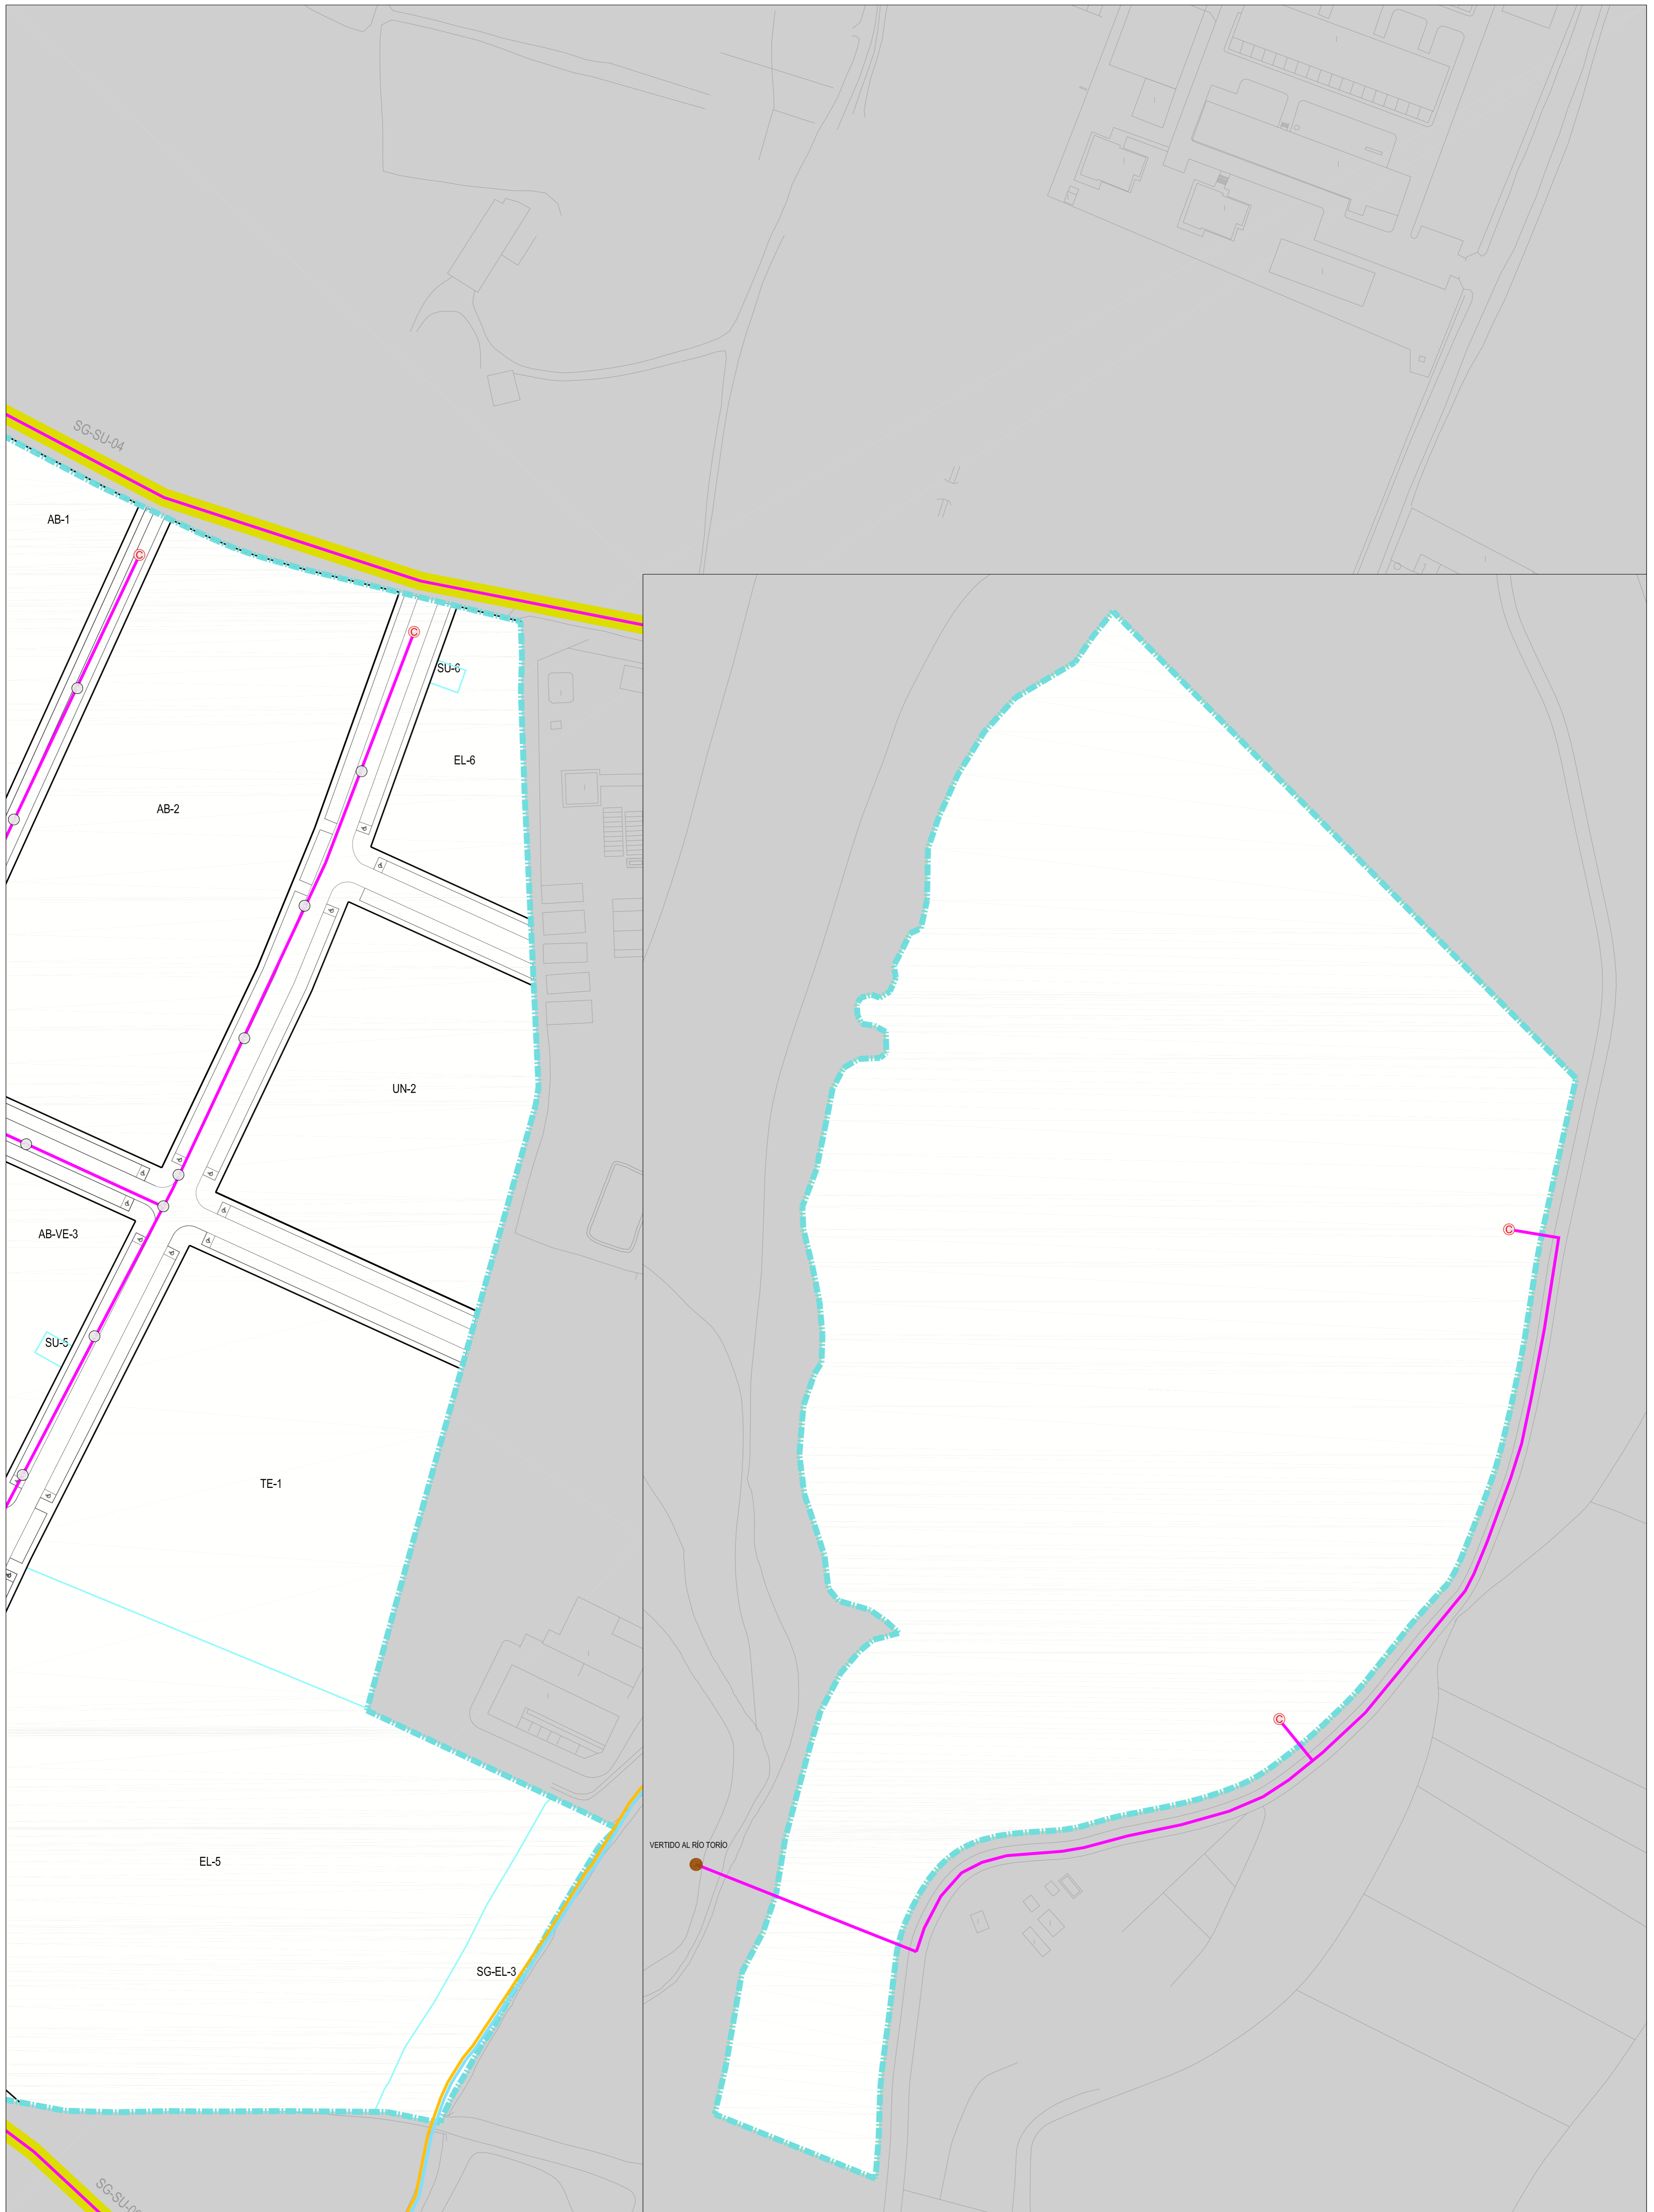 SG-SU-04
AB-1
C
C
SU-6
EL-6
AB-2
UN-2
AB-VE-3
C
SU-5
TE-1
C
VERTIDO AL RÍO TORÍO
EL-5
SG-EL-3